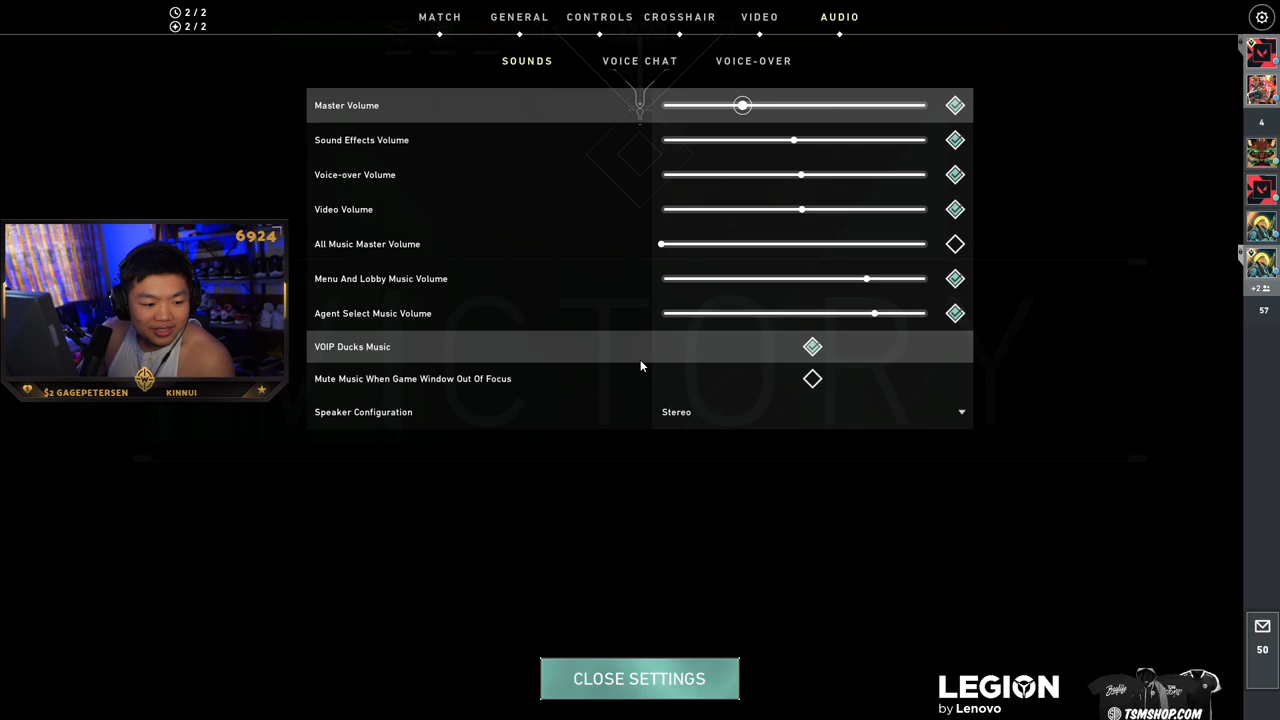 2 / 2
2 / 2
MATCH GENERAL CONTROLS CROSSHAIR VIDEO AUDIO
SOUNDS VOICE CHAT VOICE-OVER
Master Volume
Sound Effects Volume
Voice-over Volume
Video Volume
All Music Master Volume
Menu And Lobby Music Volume
Agent Select Music Volume
VOIP Ducks Music
Mute Music When Game Window Out Of Focus
Speaker Configuration Stereo
VICTORY
CLOSE SETTINGS
6924
$2 GAGEPETERSEN KINNUI
4
+2
57
50
LEGION
by Lenovo
TSMSHOP.COM